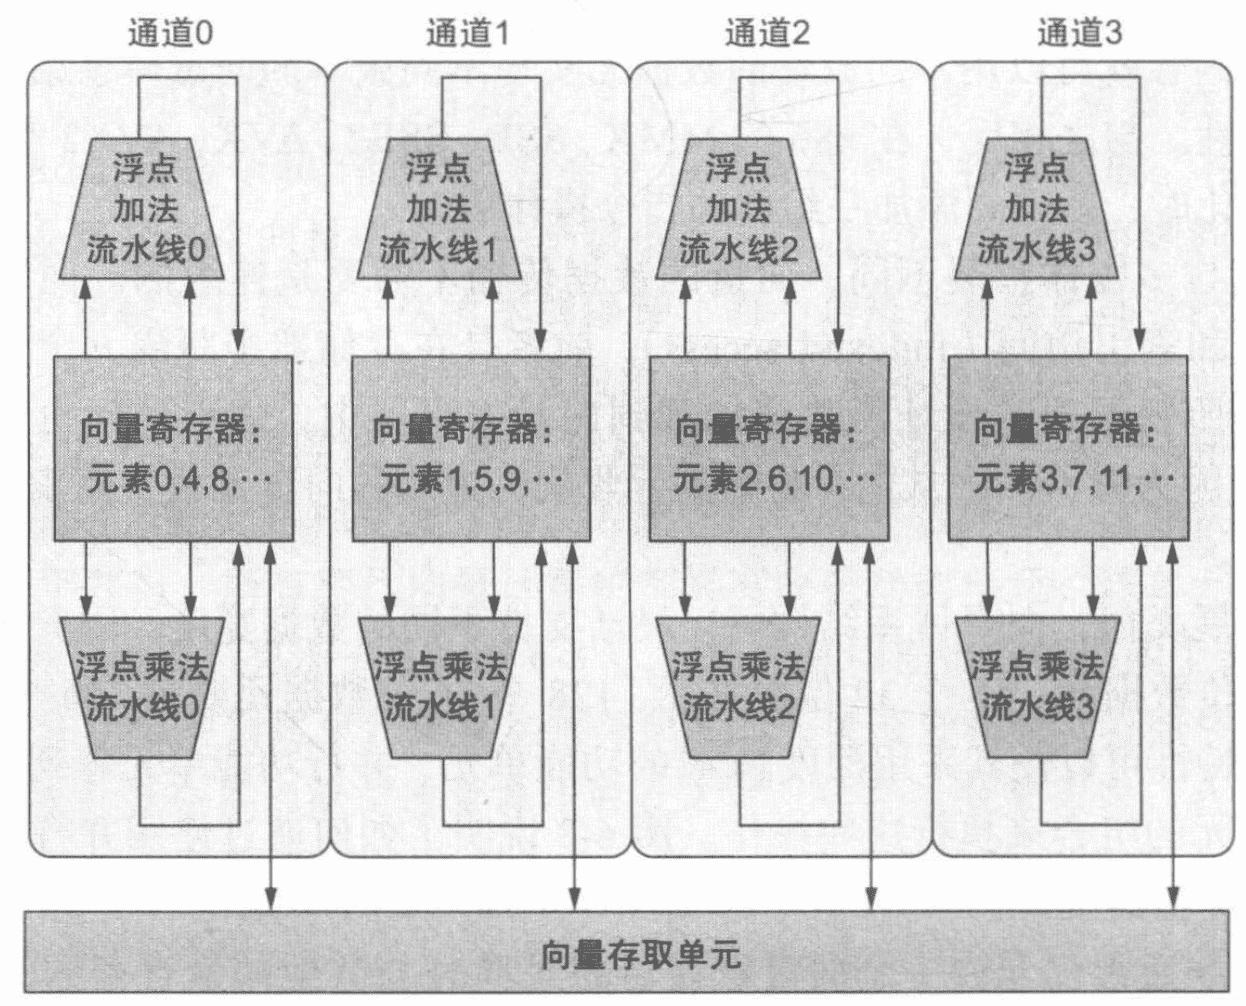 通道0
通道1
通道2
通道3
浮点
加法
流水线0
浮点
加法
流水线1
浮点
加法
流水线2
浮点
加法
流水线3
向量寄存器:
元素0,4,8,…
向量寄存器:
元素1,5,9,…
向量寄存器:
元素2,6,10,…
向量寄存器:
元素3,7,11,…
浮点乘法
流水线0
浮点乘法
流水线1
浮点乘法
流水线2
浮点乘法
流水线3
向量存取单元